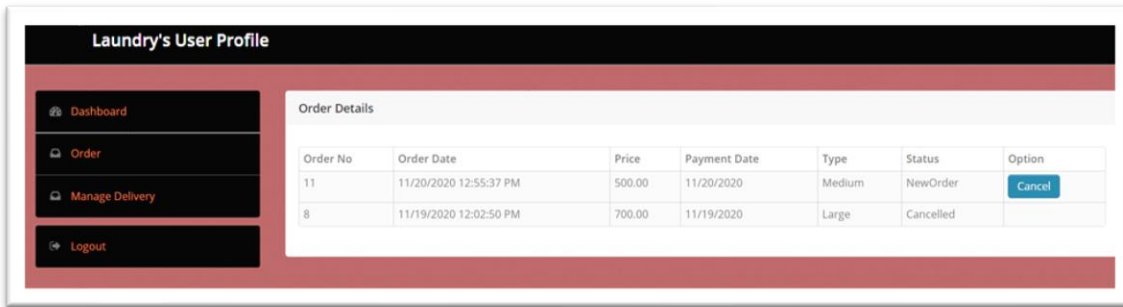 Laundry's User Profile
Dashboard
Order
Manage Delivery
Logout
Order Details
Order No Order Date Price Payment Date Type Status Option
11 11/20/2020 12:55:37 PM 500.00 11/20/2020 Medium NewOrder Cancel
8 11/19/2020 12:02:50 PM 700.00 11/19/2020 Large Cancelled